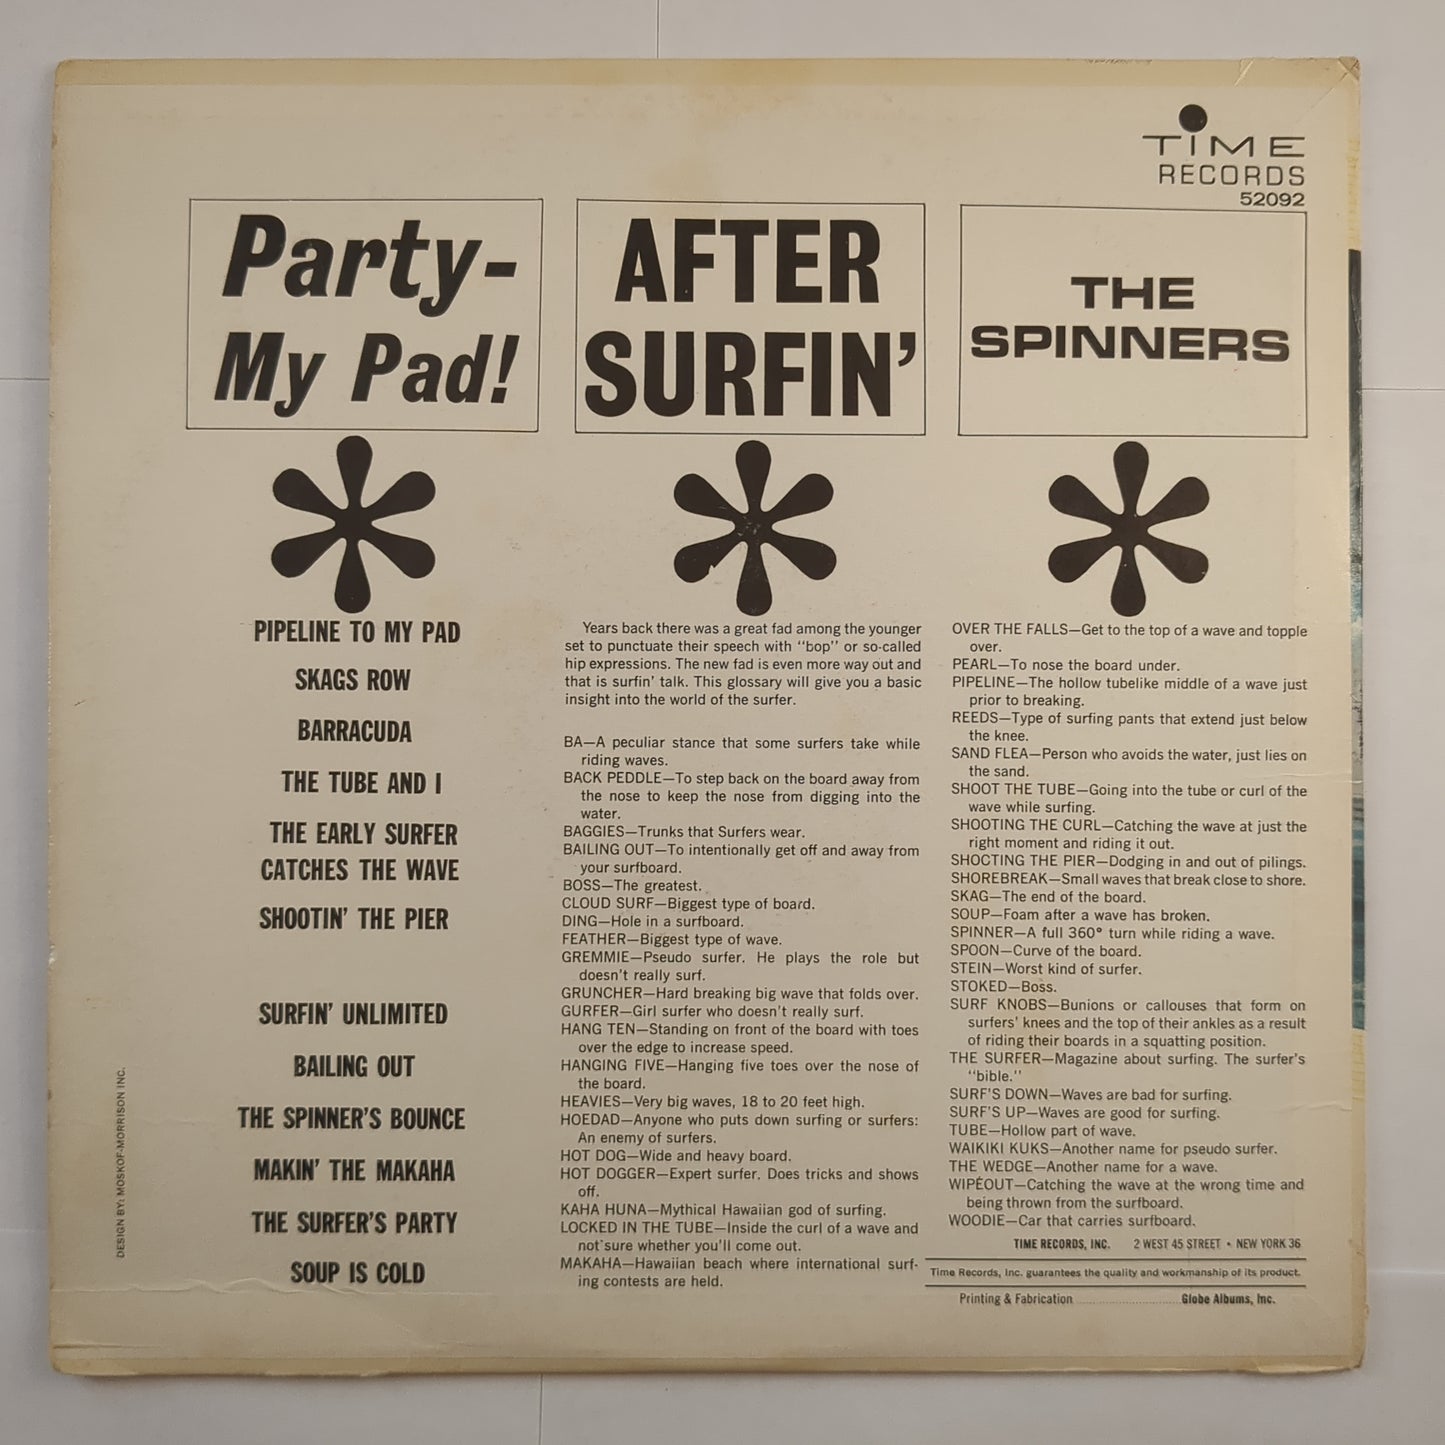 TIME
RECORDS
52092
Party-
My Pad!
AFTER
SURFIN'
THE
SPINNERS
PIPELINE TO MY PAD
SKAGS ROW
BARRACUDA
THE TUBE AND I
THE EARLY SURFER
CATCHES THE WAVE
SHOOTIN' THE PIER
SURFIN' UNLIMITED
BAILING OUT
THE SPINNER'S BOUNCE
MAKIN' THE MAKAHA
THE SURFER'S PARTY
SOUP IS COLD
DESIGN BY: MOSKOF-MORRISON INC.
Years back there was a great fad among the younger
set to punctuate their speech with "bop" or so-called
hip expressions. The new fad is even more way out and
that is surfin' talk. This glossary will give you a basic
insight into the world of the surfer.
BA—A peculiar stance that some surfers take while
riding waves.
BACK PEDDLE—To step back on the board away from
the nose to keep the nose from digging into the
water.
BAGGIES—Trunks that Surfers wear.
BAILING OUT—To intentionally get off and away from
your surfboard.
BOSS—The greatest.
CLOUD SURF—Biggest type of board.
DING—Hole in a surfboard.
FEATHER—Biggest type of wave.
GREMMIE—Pseudo surfer. He plays the role but
doesn't really surf.
GRUNCHER—Hard breaking big wave that folds over.
GURFER—Girl surfer who doesn't really surf.
HANG TEN—Standing on front of the board with toes
over the edge to increase speed.
HANGING FIVE—Hanging five toes over the nose of
the board.
HEAVIES—Very big waves, 18 to 20 feet high.
HOEDAD—Anyone who puts down surfing or surfers:
An enemy of surfers.
HOT DOG—Wide and heavy board.
HOT DOGGER—Expert surfer. Does tricks and shows
off.
KAHA HUNA—Mythical Hawaiian god of surfing.
LOCKED IN THE TUBE—Inside the curl of a wave and
not sure whether you'll come out.
MAKAHA—Hawaiian beach where international surf-
ing contests are held.
OVER THE FALLS—Get to the top of a wave and topple
over.
PEARL—To nose the board under.
PIPELINE—The hollow tubelike middle of a wave just
prior to breaking.
REEDS—Type of surfing pants that extend just below
the knee.
SAND FLEA—Person who avoids the water, just lies on
the sand.
SHOOT THE TUBE—Going into the tube or curl of the
wave while surfing.
SHOOTING THE CURL—Catching the wave at just the
right moment and riding it out.
SHOCTING THE PIER—Dodging in and out of pilings.
SHOREBREAK—Small waves that break close to shore.
SKAG—The end of the board.
SOUP—Foam after a wave has broken.
SPINNER—A full 360° turn while riding a wave.
SPOON—Curve of the board.
STEIN—Worst kind of surfer.
STOKED—Boss.
SURF KNOBS—Bunions or callouses that form on
surfers' knees and the top of their ankles as a result
of riding their boards in a squatting position.
THE SURFER—Magazine about surfing. The surfer's
"bible."
SURF'S DOWN—Waves are bad for surfing.
SURF'S UP—Waves are good for surfing.
TUBE—Hollow part of wave.
WAIKIKI KUKS—Another name for pseudo surfer.
THE WEDGE—Another name for a wave.
WIPEOUT—Catching the wave at the wrong time and
being thrown from the surfboard.
WOODIE—Car that carries surfboard.
TIME RECORDS, INC. 2 WEST 45 STREET • NEW YORK 36
Time Records, Inc. guarantees the quality and workmanship of its product.
Printing & Fabrication ........................ Globe Albums, Inc.